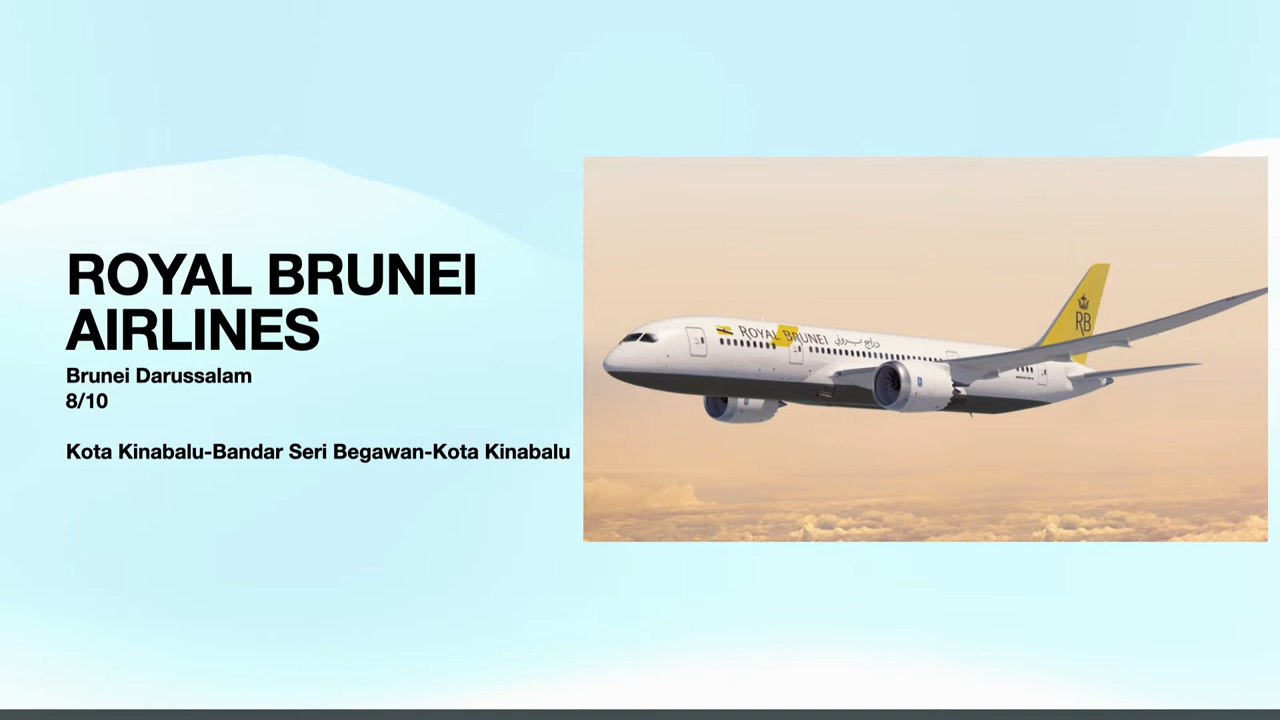 ROYAL BRUNEI
AIRLINES
Brunei Darussalam
8/10
Kota Kinabalu-Bandar Seri Begawan-Kota Kinabalu
ROYAL BRUNEI
RB